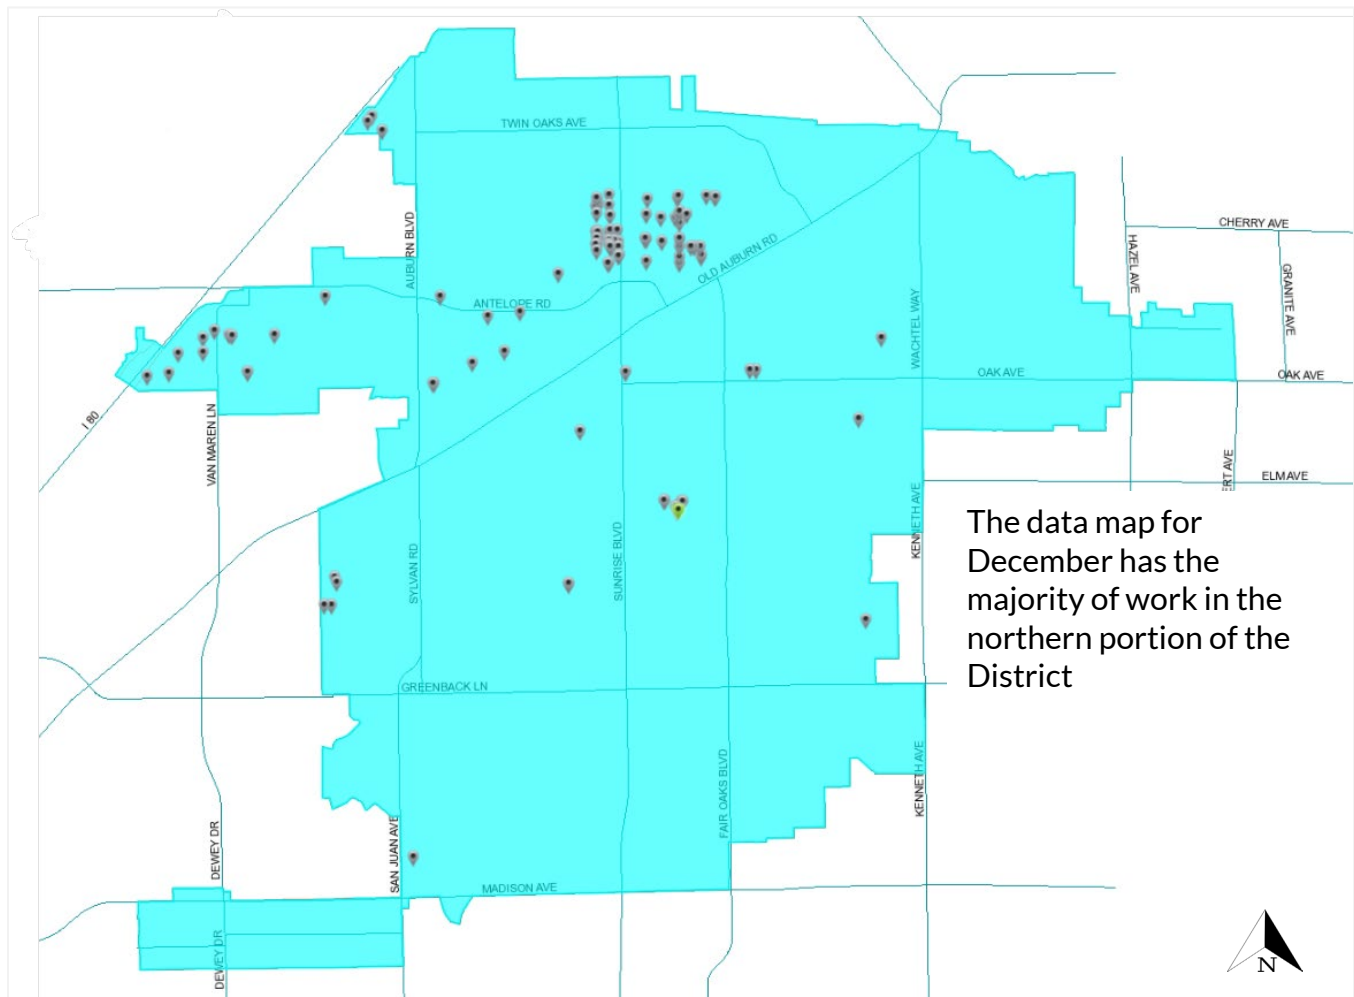 TWIN OAKS AVE
AUBURN BLVD
CHERRY AVE
HAZEL AVE
GRANITE AVE
OLD AUBURN RD
ANTELOPE RD
WACHTEL WAY
OAK AVE
OAK AVE
I 80
VAN MAREN LN
ELM AVE
RT AVE
KENNETH AVE
The data map for
December has the
majority of work in the
northern portion of the
District
SYLVAN RD
SUNRISE BLVD
GREENBACK LN
KENNETH AVE
FAIR OAKS BLVD
DEWEY DR
SAN JUAN AVE
MADISON AVE
DEWEY DR
N